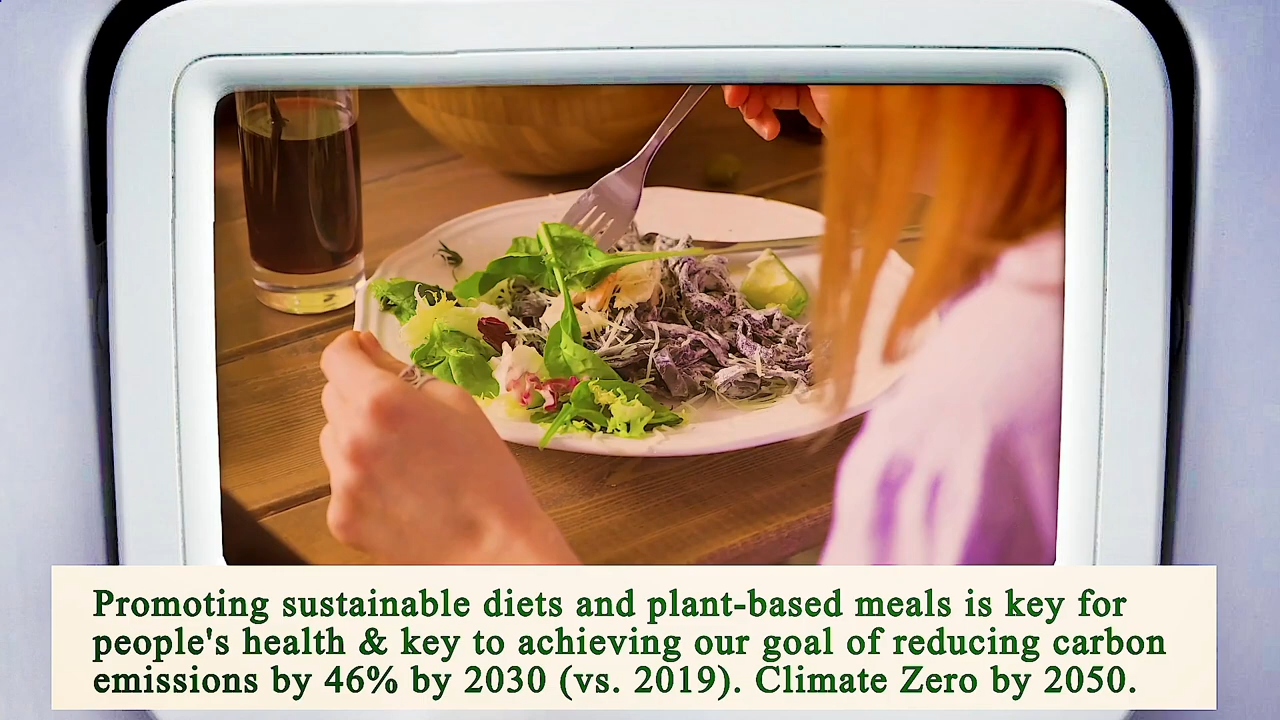 Promoting sustainable diets and plant-based meals is key for
people's health & key to achieving our goal of reducing carbon
emissions by 46% by 2030 (vs. 2019). Climate Zero by 2050.